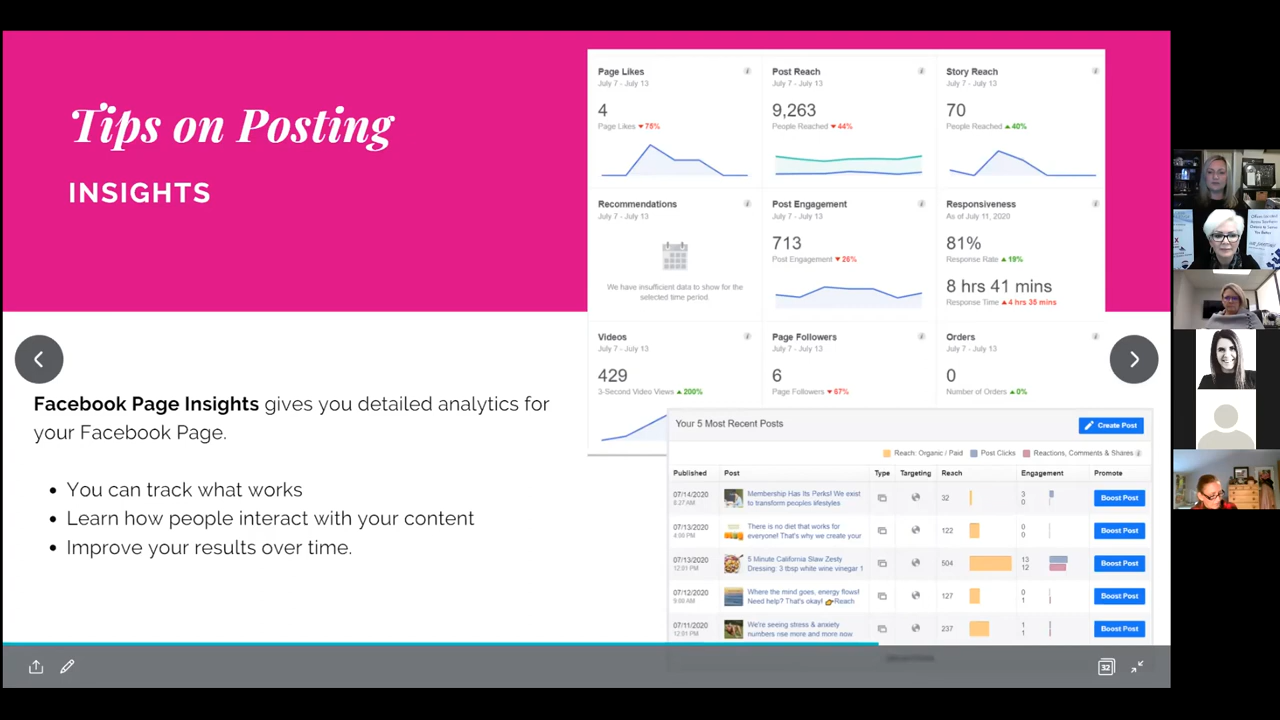 Tips on Posting
INSIGHTS
Facebook Page Insights gives you detailed analytics for
your Facebook Page.
• You can track what works
• Learn how people interact with your content
• Improve your results over time.
Page Likes
July 7 - July 13
4
Page Likes ▼75%
Post Reach
July 7 - July 13
9,263
People Reached ▼44%
Story Reach
July 7 - July 13
70
People Reached ▲40%
Recommendations
July 7 - July 13
We have insufficient data to show for the
selected time period
Post Engagement
July 7 - July 13
713
Post Engagement ▼26%
Responsiveness
As of July 11, 2020
81%
Response Rate ▲19%
8 hrs 41 mins
Response Time ▲4 hrs 38 mins
Videos
July 7 - July 13
429
3-Second Video Views ▲200%
Page Followers
July 7 - July 13
6
Page Followers ▼67%
Orders
July 7 - July 13
0
Number of Orders ▲0%
Your 5 Most Recent Posts
Create Post
Reach: Organic / Paid Post Clicks Reactions, Comments & Shares
Published Post Type Targeting Reach Engagement Promote
07/14/2020 Membership Has Its Perks! We exist 32 3 Boost Post
8:27 AM to transform peoples lifestyles 0
07/13/2020 There is no diet that works for 122 0 Boost Post
4:00 PM everyone! That's why we create your 0
07/13/2020 5 Minute California Slaw Zesty 504 13 Boost Post
12:01 PM Dressing: 3 tbsp white wine vinegar 1 12
07/12/2020 Where the mind goes, energy flows! 127 0 Boost Post
9:00 AM Need help? That's okay! 👉Reach 1
07/11/2020 We're seeing stress & anxiety 237 1 Boost Post
12:01 PM numbers rise more and more now 1
32